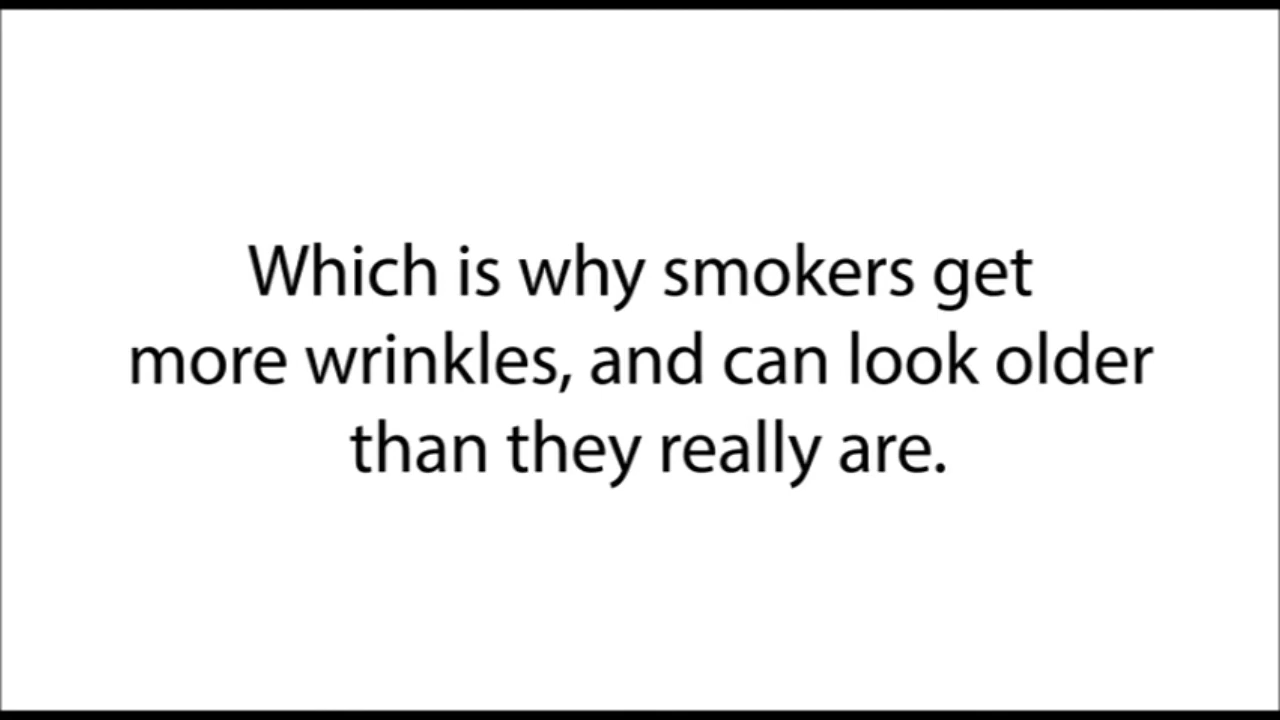 Which is why smokers get
more wrinkles, and can look older
than they really are.